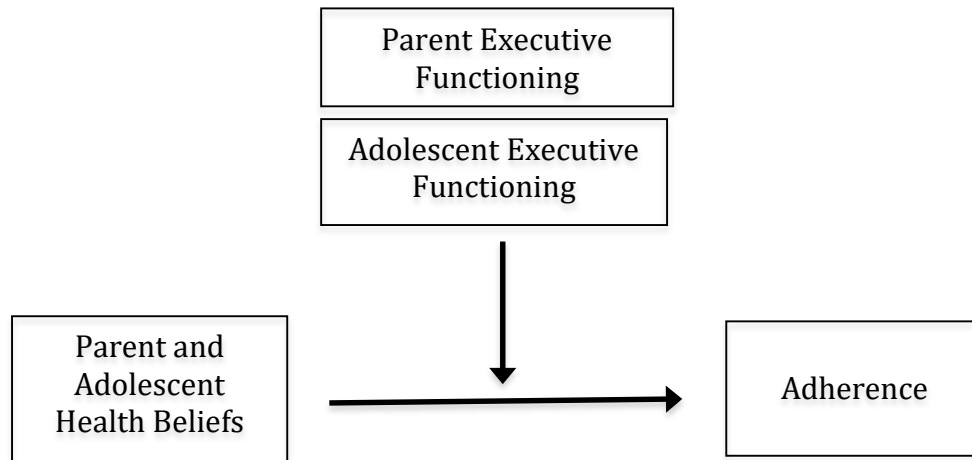 Parent Executive
Functioning
Adolescent Executive
Functioning
Parent and
Adolescent
Health Beliefs
Adherence